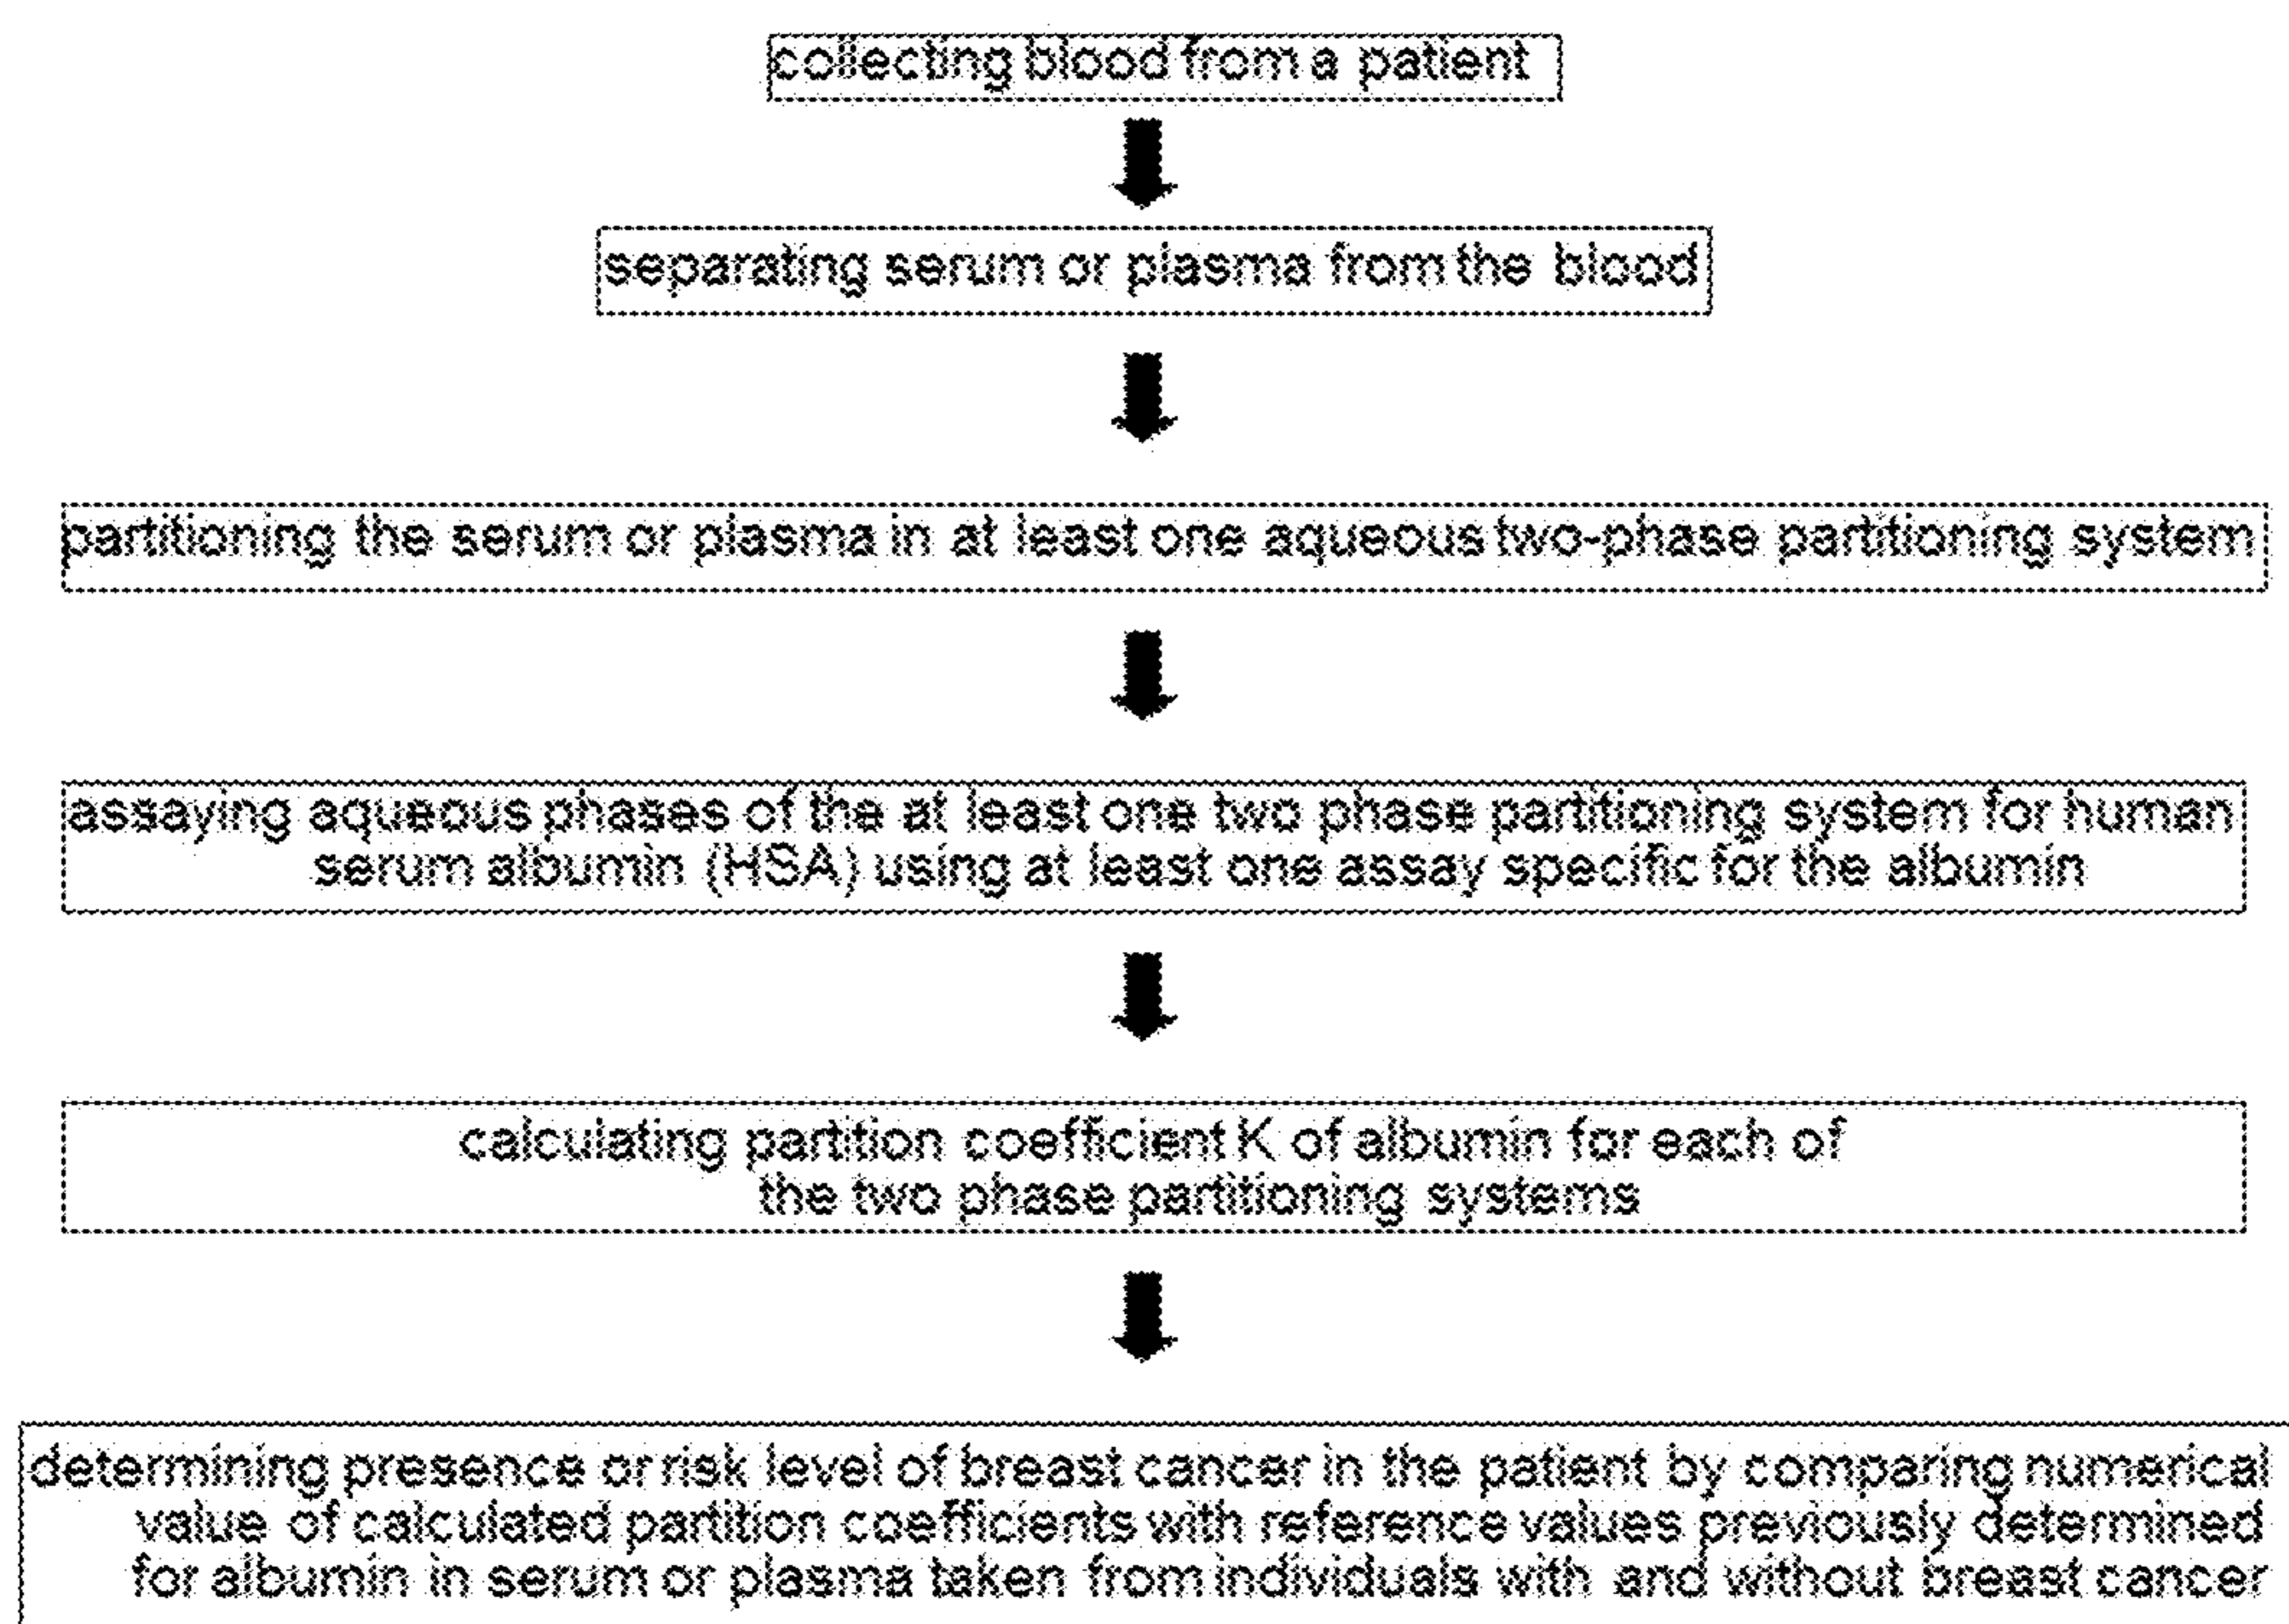 collecting blood from a patient
separating serum or plasma from the blood
partitioning the serum or plasma in at least one aqueous two-phase partitioning system
assaying aqueous phases of the at least one two phase partitioning system for human
serum albumin (HSA) using at least one assay specific for the albumin
calculating partition coefficient K of albumin for each of
the two phase partitioning systems
determining presence or risk level of breast cancer in the patient by comparing numerical
value of calculated partition coefficients with reference values previously determined
for albumin in serum or plasma taken from individuals with and without breast cancer